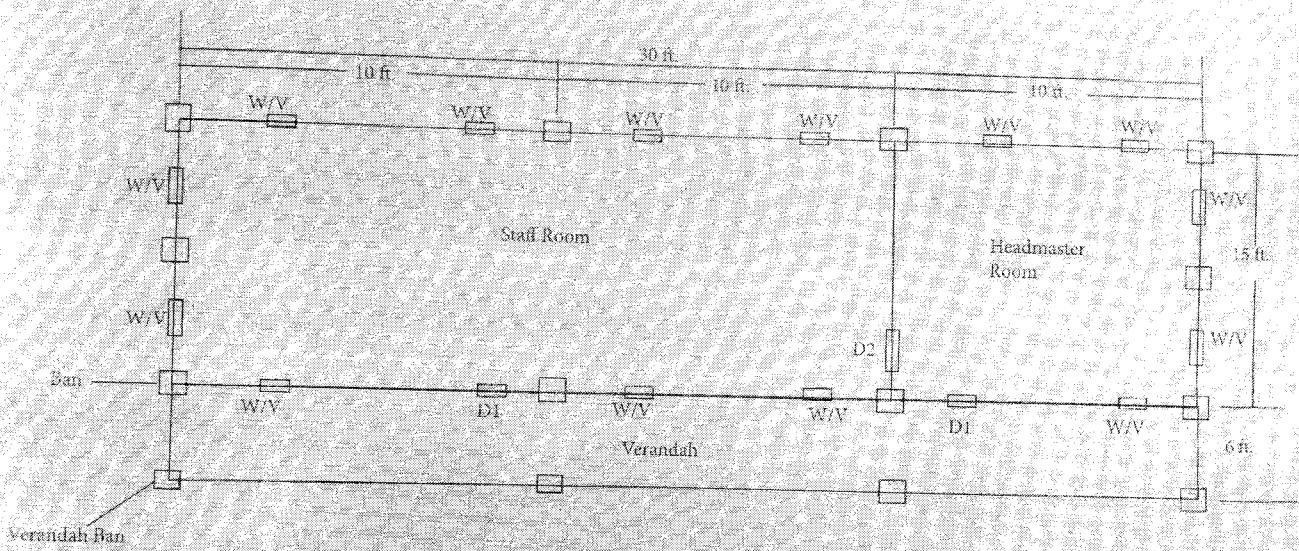 30 ft.
10 ft.
10 ft.
10 ft.
W/V
W/V
W/V
W/V
W/V
W/V
W/V
W/V
Staff Room
Headmaster
Room
15 ft.
W/V
W/V
D2
Ban
W/V
D1
W/V
W/V
D1
W/V
Verandah
6 ft.
Verandah Ban